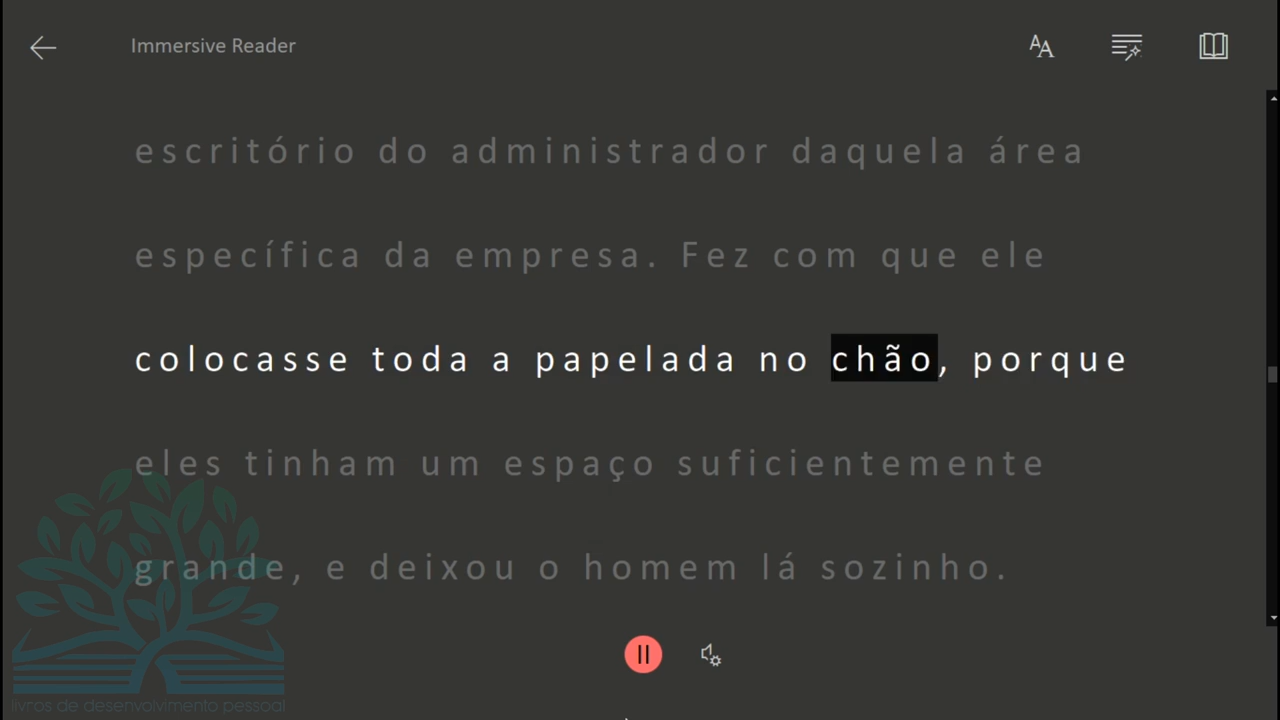 Immersive Reader
escritório do administrador daquela área
específica da empresa. Fez com que ele
colocasse toda a papelada no chão, porque
eles tinham um espaço suficientemente
grande, e deixou o homem lá sozinho.
livros de desenvolvimento pessoal